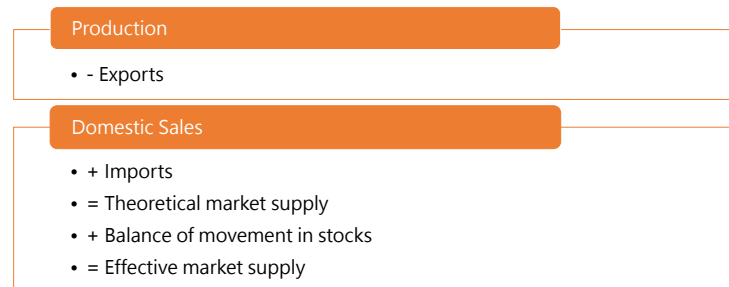 Production
• - Exports
Domestic Sales
• + Imports
• = Theoretical market supply
• + Balance of movement in stocks
• = Effective market supply